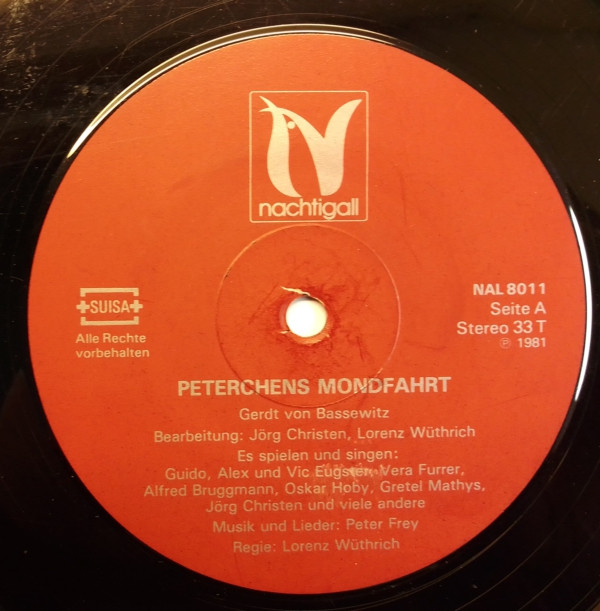 nachtigall
NAL 8011
Seite A
Stereo 33 T
℗ 1981
SUISA
Alle Rechte
vorbehalten
PETERCHENS MONDFAHRT
Gerdt von Bassewitz
Bearbeitung: Jörg Christen, Lorenz Wüthrich
Es spielen und singen:
Guido, Alex und Vic Eugster, Vera Furrer,
Alfred Bruggmann, Oskar Hoby, Gretel Mathys,
Jörg Christen und viele andere
Musik und Lieder: Peter Frey
Regie: Lorenz Wüthrich